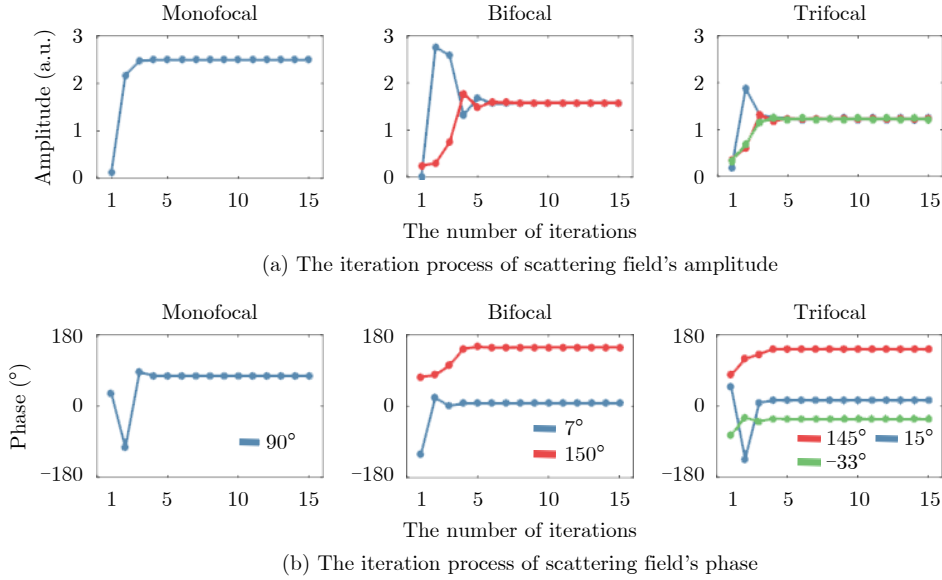 Monofocal Bifocal Trifocal
3 3 3
2 2 2
1 1 1
0 0 0
Amplitude (a.u.)
1 5 10 15 1 5 10 15 1 5 10 15
The number of iterations
(a) The iteration process of scattering field's amplitude
Monofocal Bifocal Trifocal
180 180 180
0 0 0
−180 −180 −180
Phase (°)
90° 7° 150° 145° 15° −33°
1 5 10 15 1 5 10 15 1 5 10 15
The number of iterations
(b) The iteration process of scattering field's phase